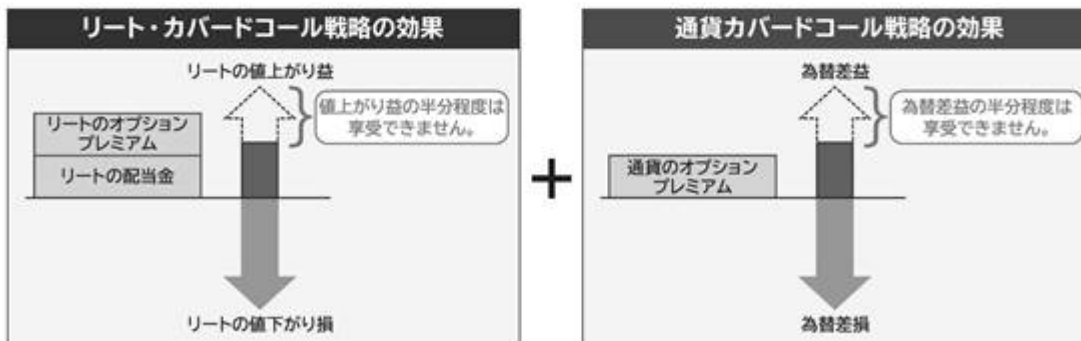 リート・カバードコール戦略の効果
リートの値上がり益
値上がり益の半分程度は
享受できません。
リートのオプション
プレミアム
リートの配当金
リートの値下がり損
+
通貨カバードコール戦略の効果
為替差益
為替差益の半分程度は
享受できません。
通貨のオプション
プレミアム
為替差損